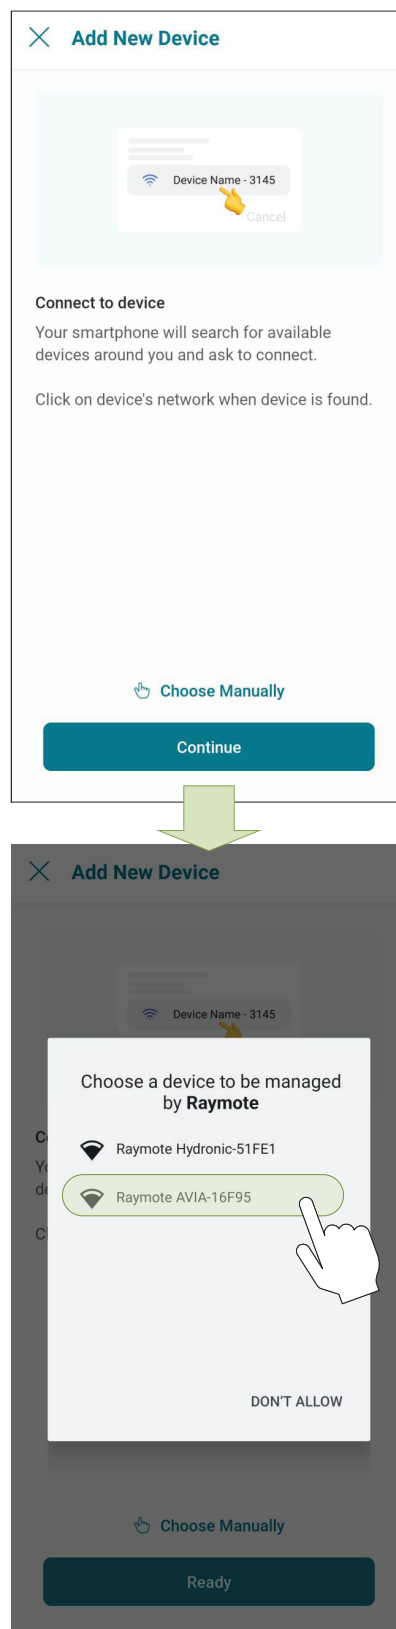 Add New Device
Device Name - 3145
Cancel
Connect to device
Your smartphone will search for available
devices around you and ask to connect.
Click on device's network when device is found.
Choose Manually
Continue
Add New Device
Device Name - 3145
Choose a device to be managed
by Raymote
Raymote Hydronic-51FE1
Raymote AVIA-16F95
DON'T ALLOW
Choose Manually
Ready